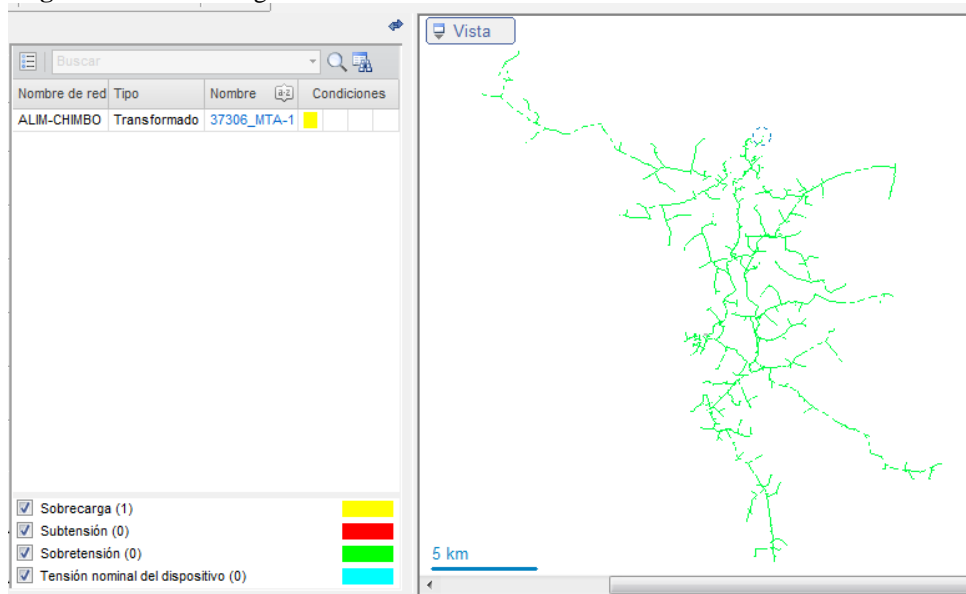 Vista
Buscar
Nombre de red Tipo Nombre a-z Condiciones
ALIM-CHIMBO Transformado 37306_MTA-1
Sobrecarga (1)
Subtensión (0)
Sobretensión (0)
Tensión nominal del dispositivo (0)
5 km